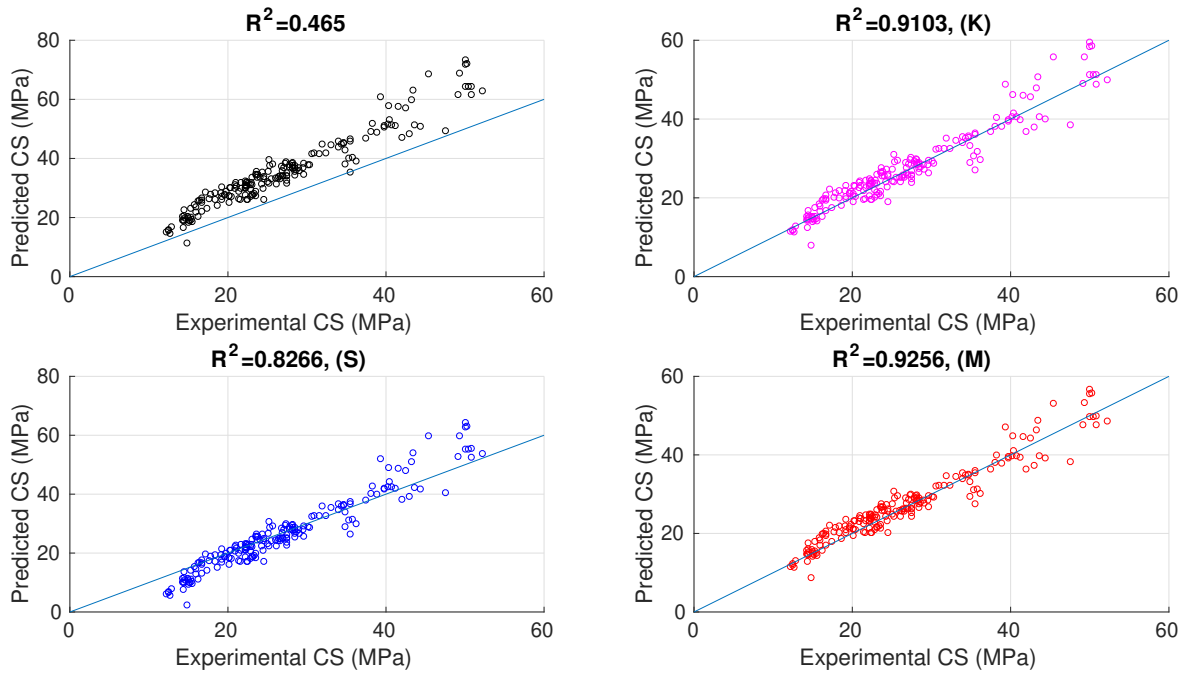 R²=0.465
Predicted CS (MPa)
80
60
40
20
0
0 20 40 60
Experimental CS (MPa)
R²=0.9103, (K)
Predicted CS (MPa)
60
40
20
0
0 20 40 60
Experimental CS (MPa)
R²=0.8266, (S)
Predicted CS (MPa)
80
60
40
20
0
0 20 40 60
Experimental CS (MPa)
R²=0.9256, (M)
Predicted CS (MPa)
60
40
20
0
0 20 40 60
Experimental CS (MPa)